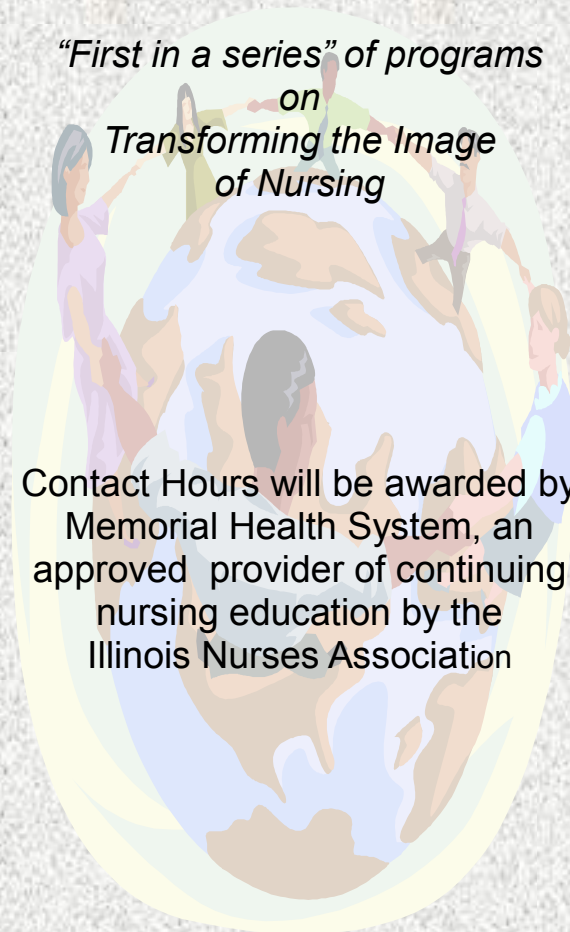 “First in a series” of programs
on
Transforming the Image
of Nursing
Contact Hours will be awarded by
Memorial Health System, an
approved provider of continuing
nursing education by the
Illinois Nurses Association